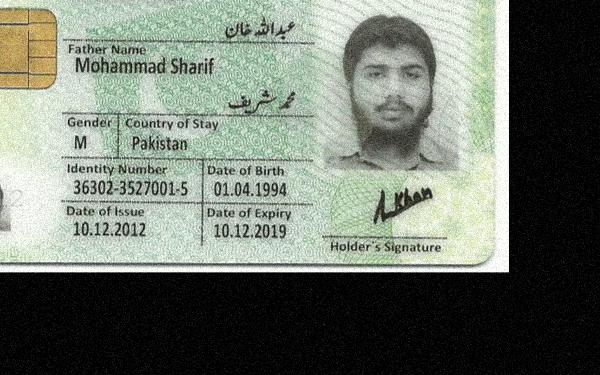 عبداللہ خان
Father Name
Mohammad Sharif
محمد شریف
Gender Country of Stay
M Pakistan
Identity Number Date of Birth
36302-3527001-5 01.04.1994
Date of Issue Date of Expiry
10.12.2012 10.12.2019
A.Khan
Holder's Signature